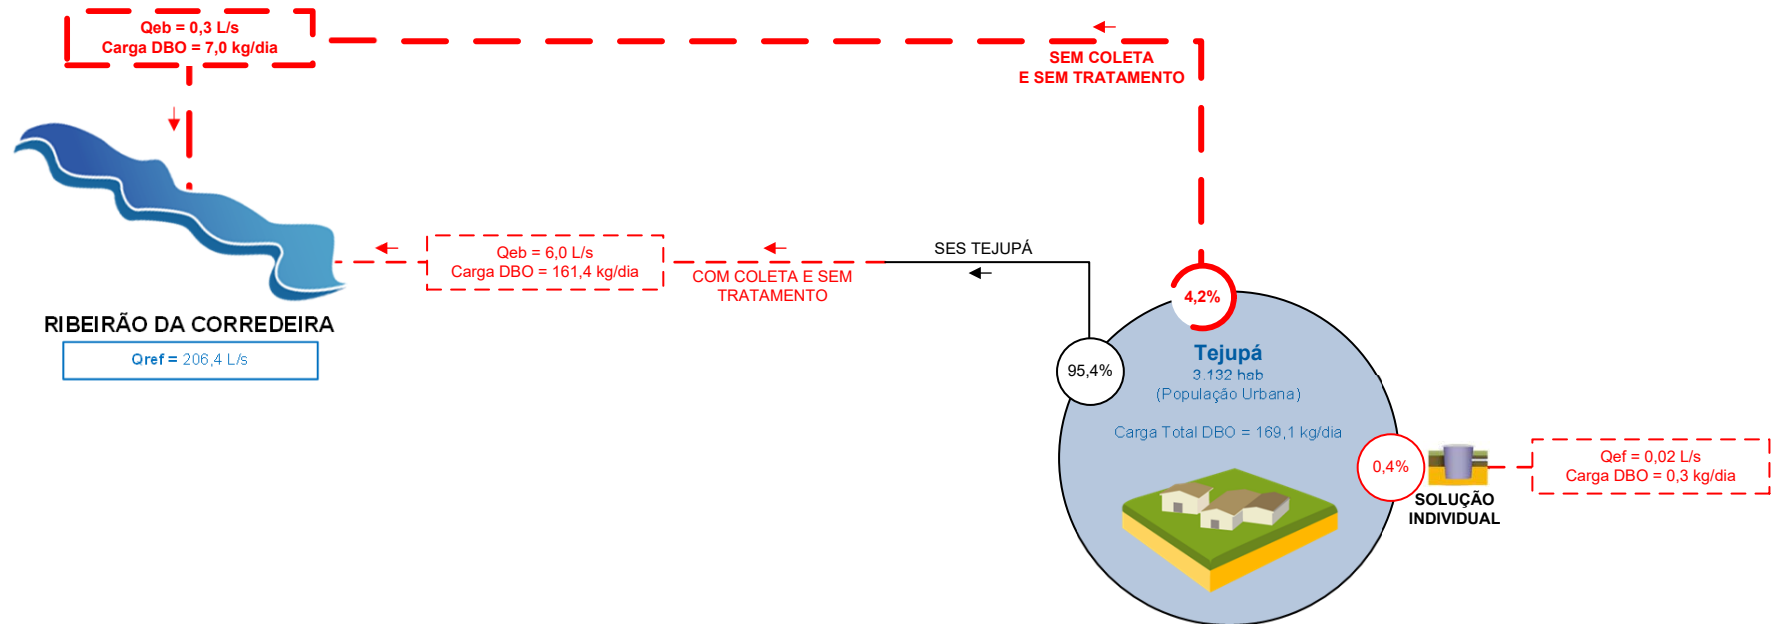 Qeb = 0,3 L/s
Carga DBO = 7,0 kg/dia
SEM COLETA
E SEM TRATAMENTO
Qeb = 6,0 L/s
Carga DBO = 161,4 kg/dia
COM COLETA E SEM
TRATAMENTO
SES TEJUPÁ
RIBEIRÃO DA CORREDEIRA
Qref = 206,4 L/s
4,2%
95,4%
Tejupá
3.132 hab
(População Urbana)
Carga Total DBO = 169,1 kg/dia
0,4%
SOLUÇÃO
INDIVIDUAL
Qef = 0,02 L/s
Carga DBO = 0,3 kg/dia